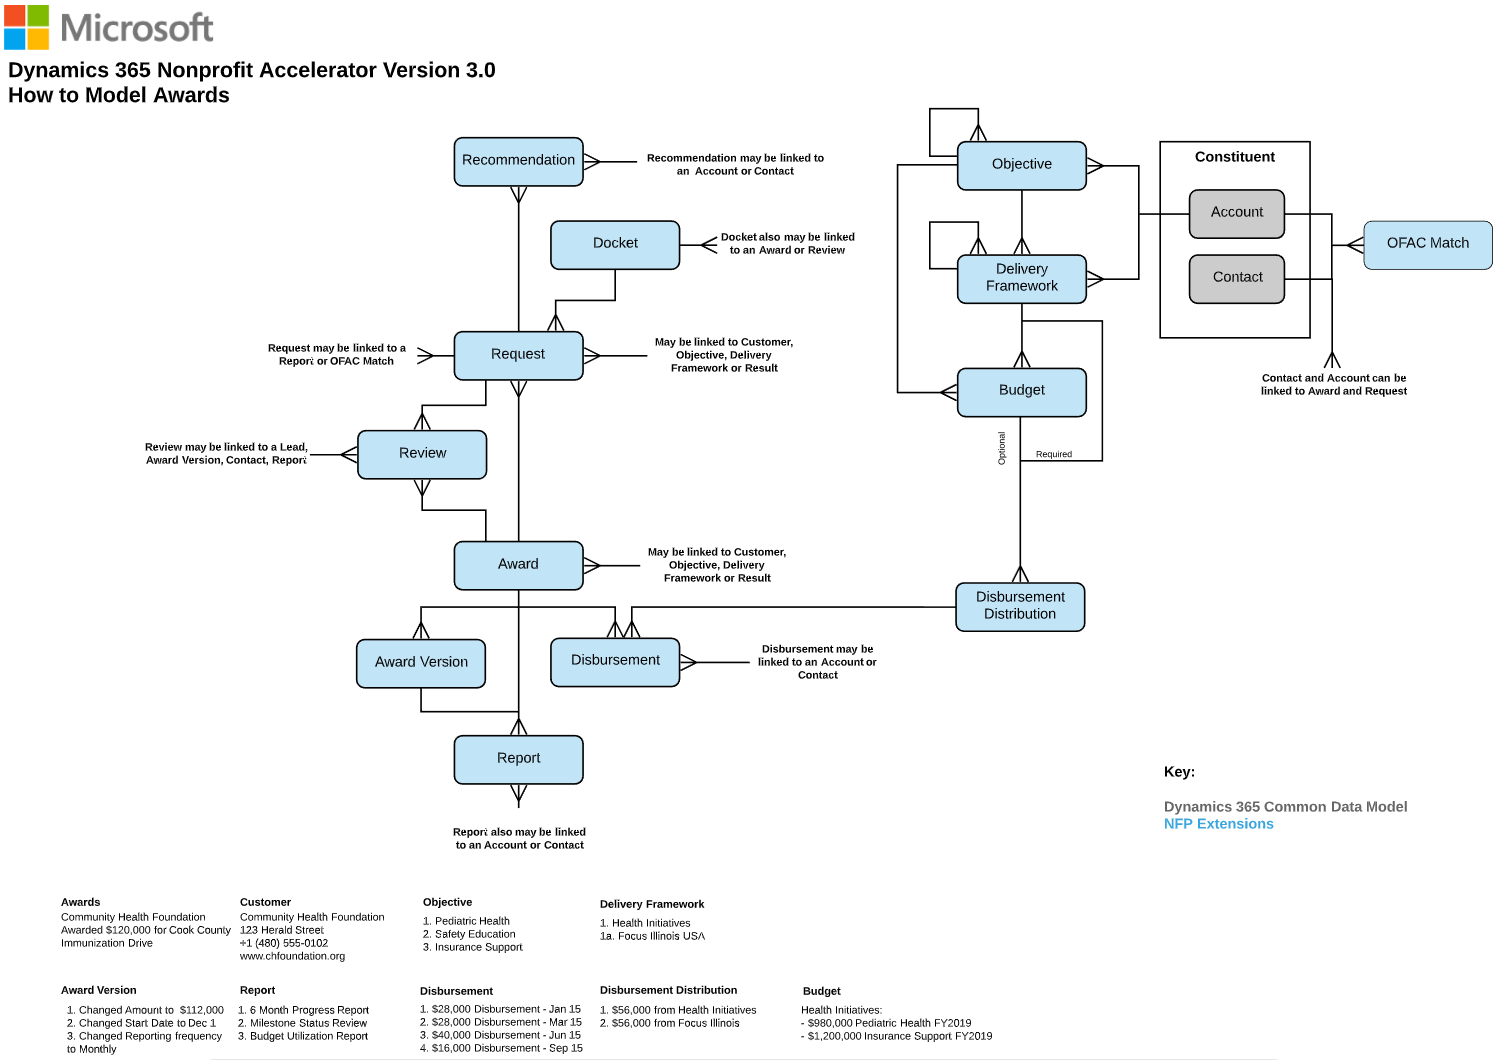 Microsoft
Dynamics 365 Nonprofit Accelerator Version 3.0
How to Model Awards
Recommendation
Recommendation may be linked to
an Account or Contact
Docket
Docket also may be linked
to an Award or Review
Request may be linked to a
Report or OFAC Match
Request
May be linked to Customer,
Objective, Delivery
Framework or Result
Review may be linked to a Lead,
Award Version, Contact, Report
Review
Award
May be linked to Customer,
Objective, Delivery
Framework or Result
Award Version
Disbursement
Disbursement may be
linked to an Account or
Contact
Report
Report also may be linked
to an Account or Contact
Objective
Delivery
Framework
Budget
Optional
Required
Disbursement
Distribution
Constituent
Account
Contact
OFAC Match
Contact and Account can be
linked to Award and Request
Key:
Dynamics 365 Common Data Model
NFP Extensions
Awards
Community Health Foundation
Awarded $120,000 for Cook County
Immunization Drive
Customer
Community Health Foundation
123 Herald Street
+1 (480) 555-0102
www.chfoundation.org
Objective
1. Pediatric Health
2. Safety Education
3. Insurance Support
Delivery Framework
1. Health Initiatives
1a. Focus Illinois USA
Award Version
1. Changed Amount to $112,000
2. Changed Start Date to Dec 1
3. Changed Reporting frequency
to Monthly
Report
1. 6 Month Progress Report
2. Milestone Status Review
3. Budget Utilization Report
Disbursement
1. $28,000 Disbursement - Jan 15
2. $28,000 Disbursement - Mar 15
3. $40,000 Disbursement - Jun 15
4. $16,000 Disbursement - Sep 15
Disbursement Distribution
1. $56,000 from Health Initiatives
2. $56,000 from Focus Illinois
Budget
Health Initiatives:
- $980,000 Pediatric Health FY2019
- $1,200,000 Insurance Support FY2019